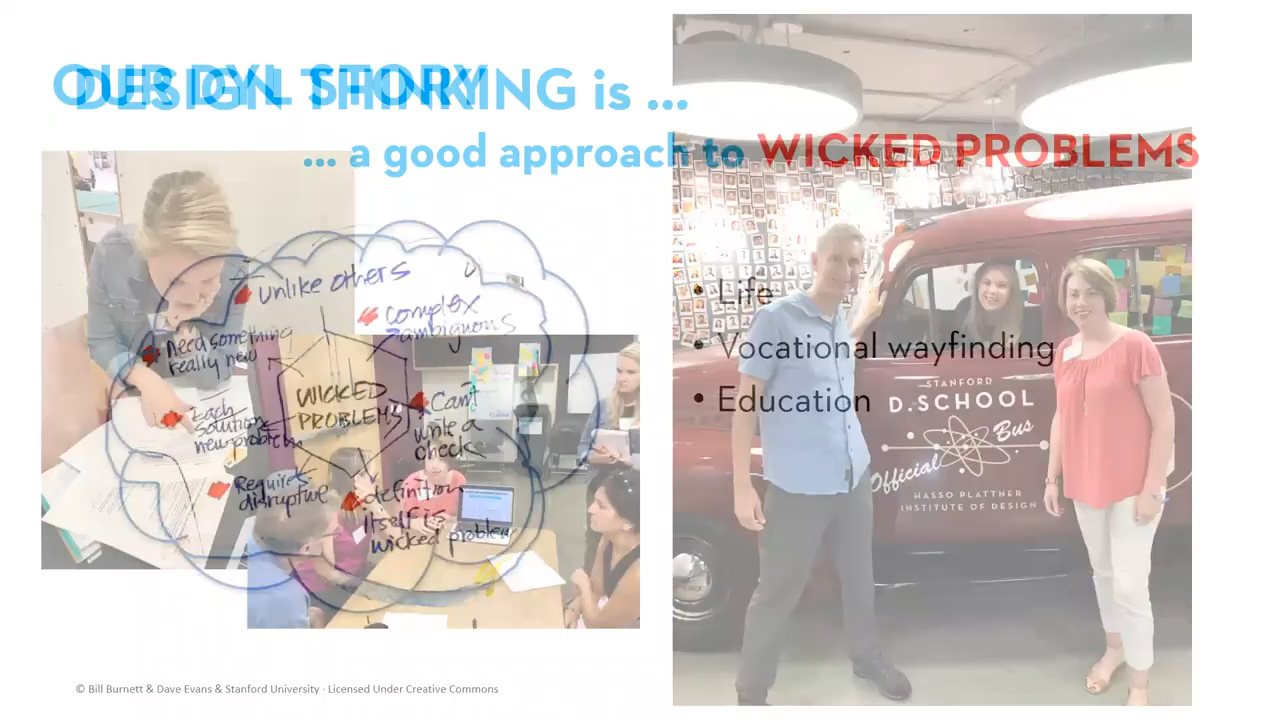 OUR DYL STORY
DESIGN THINKING is ...
... a good approach to WICKED PROBLEMS
unlike others
complex
ambiguous
Need something
really new
WICKED
PROBLEMS
Each
solution
new problem
Can't
write a
check
Requires
disruptive
definition
itself is
wicked problem
• Life
• Vocational wayfinding
• Education
STANFORD
D.SCHOOL
Official Bus
HASSO PLATTNER
INSTITUTE OF DESIGN
© Bill Burnett & Dave Evans & Stanford University · Licensed Under Creative Commons